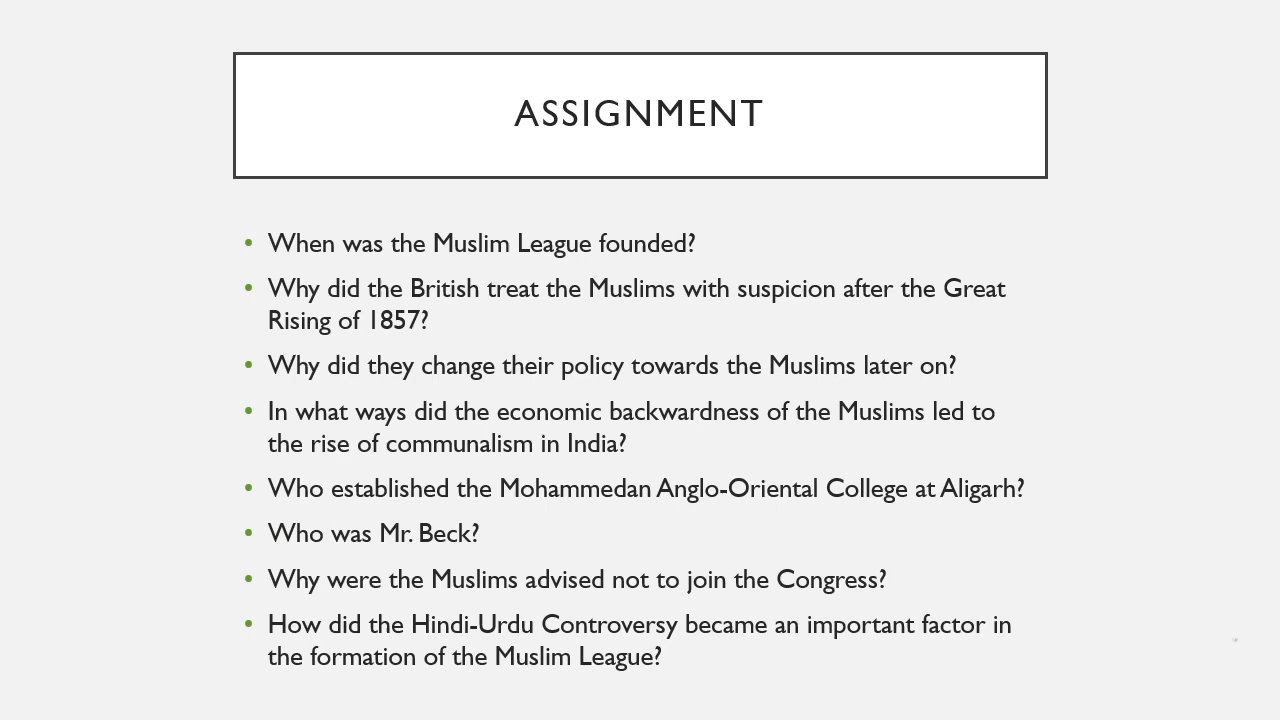 ASSIGNMENT
• When was the Muslim League founded?
• Why did the British treat the Muslims with suspicion after the Great
Rising of 1857?
• Why did they change their policy towards the Muslims later on?
• In what ways did the economic backwardness of the Muslims led to
the rise of communalism in India?
• Who established the Mohammedan Anglo-Oriental College at Aligarh?
• Who was Mr. Beck?
• Why were the Muslims advised not to join the Congress?
• How did the Hindi-Urdu Controversy became an important factor in
the formation of the Muslim League?